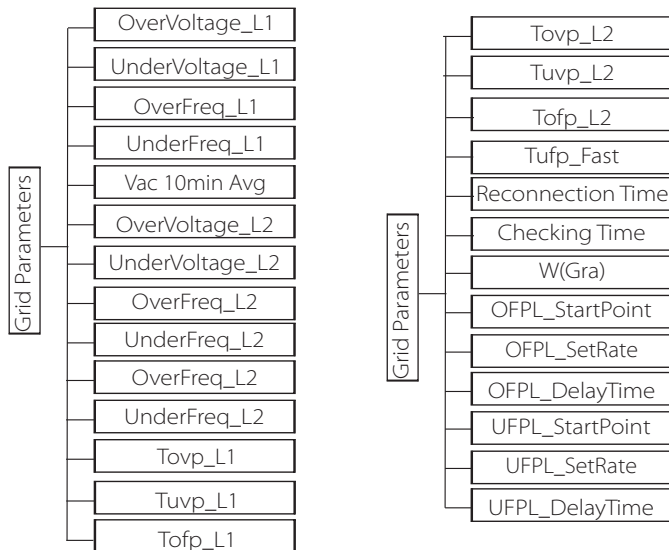 Grid Parameters
OverVoltage_L1
UnderVoltage_L1
OverFreq_L1
UnderFreq_L1
Vac 10min Avg
OverVoltage_L2
UnderVoltage_L2
OverFreq_L2
UnderFreq_L2
OverFreq_L2
UnderFreq_L2
Tovp_L1
Tuvp_L1
Tofp_L1
Grid Parameters
Tovp_L2
Tuvp_L2
Tofp_L2
Tufp_Fast
Reconnection Time
Checking Time
W(Gra)
OFPL_StartPoint
OFPL_SetRate
OFPL_DelayTime
UFPL_StartPoint
UFPL_SetRate
UFPL_DelayTime